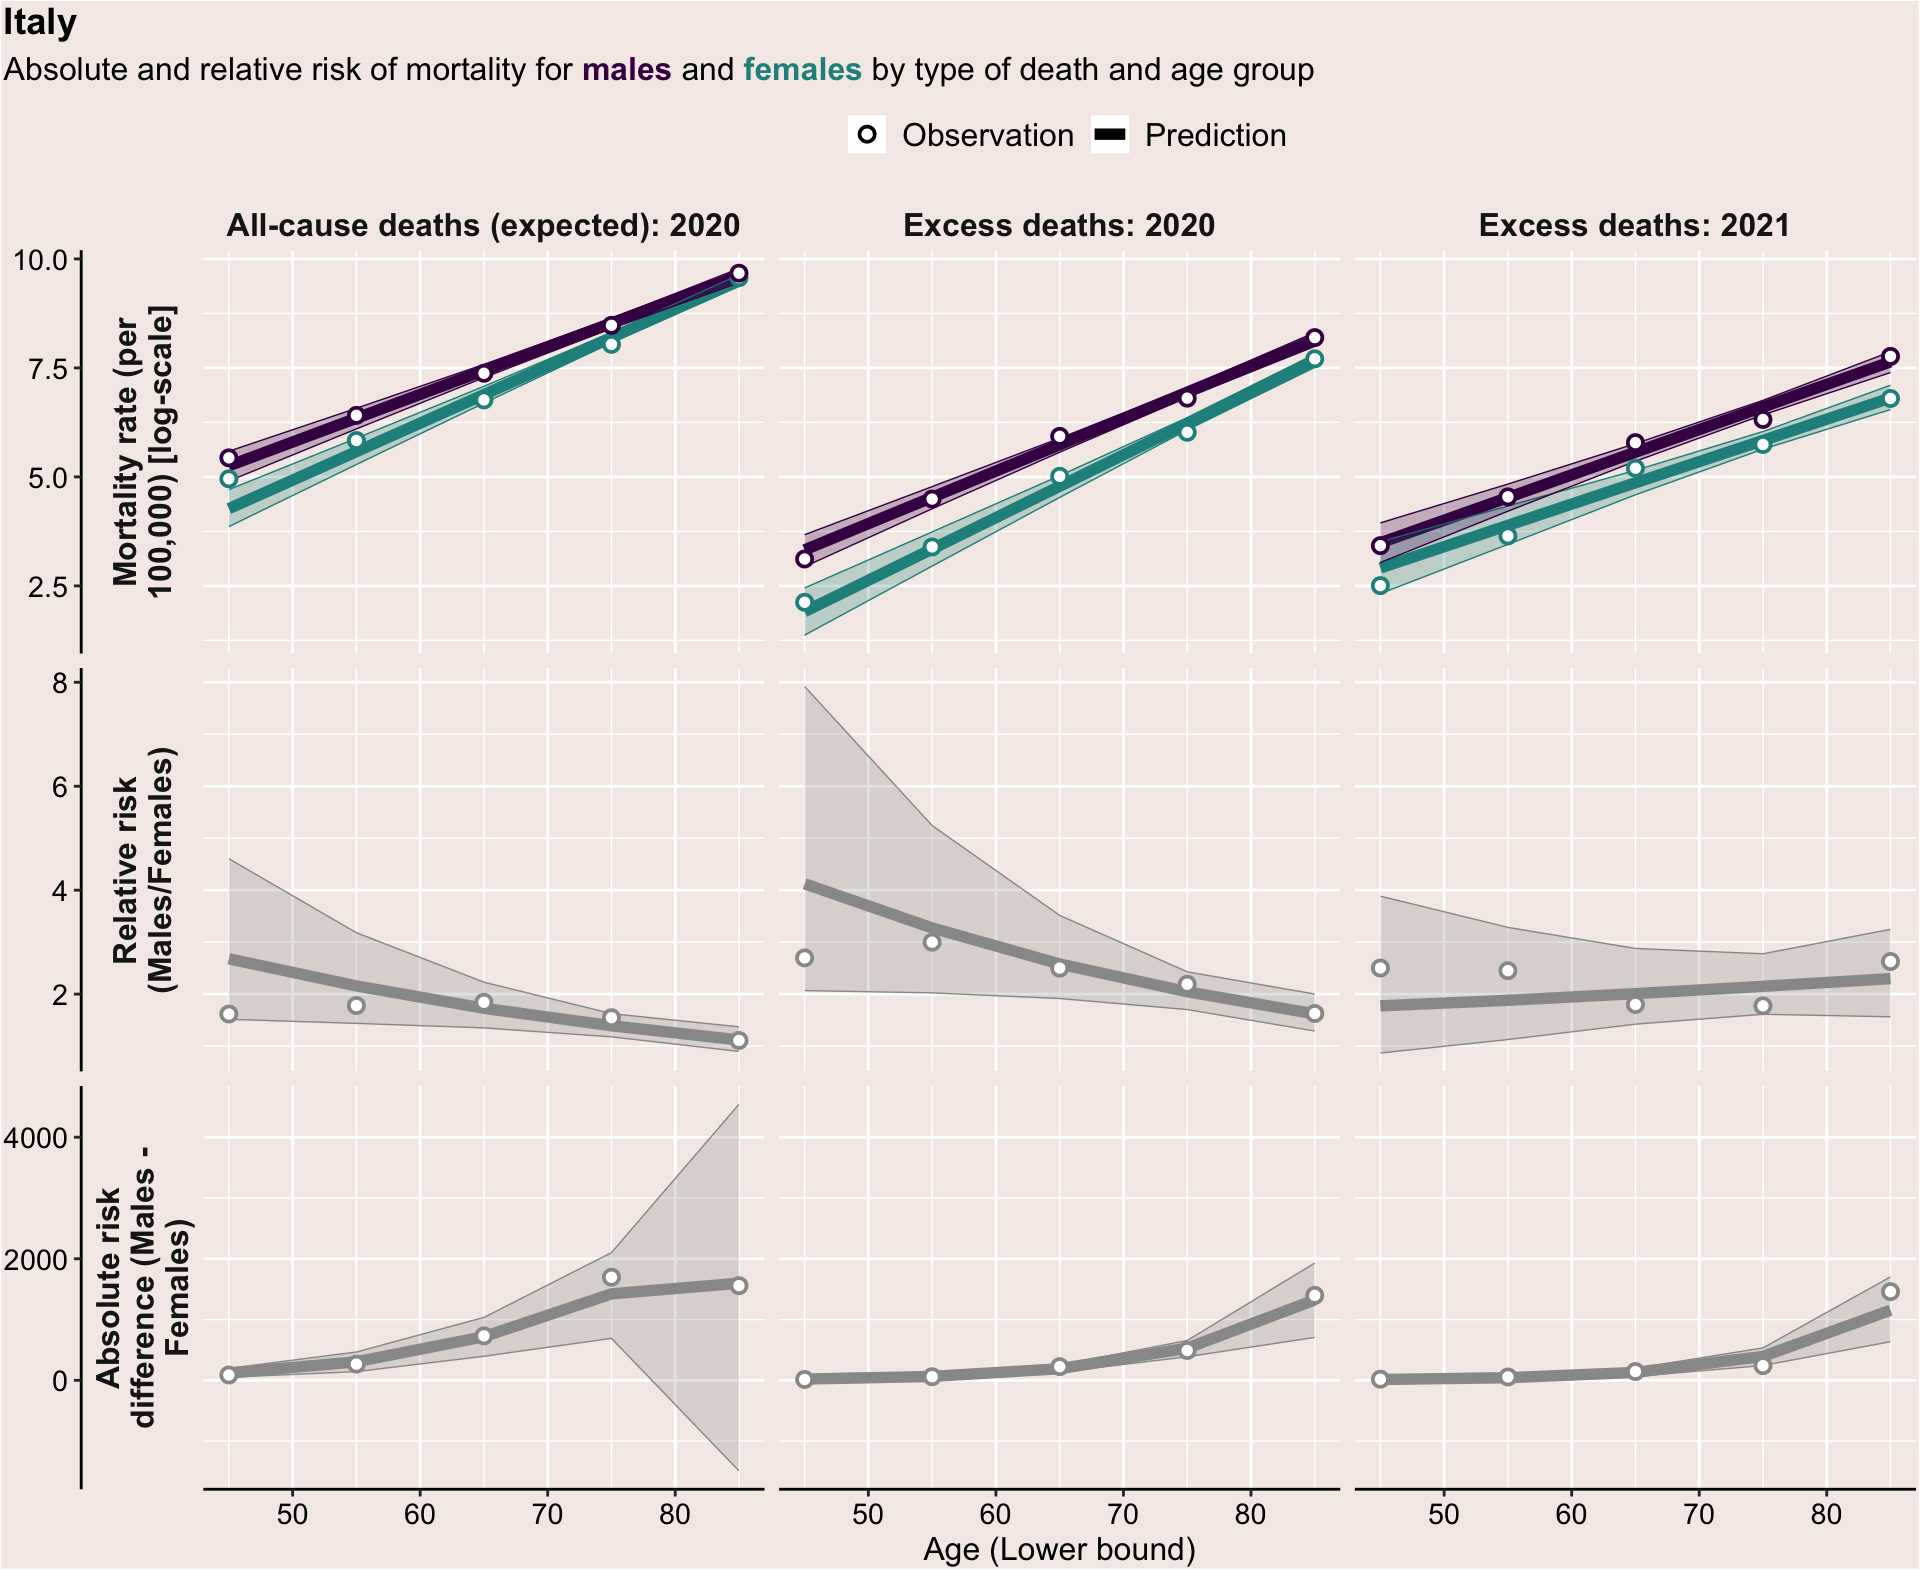 Italy
Absolute and relative risk of mortality for males and females by type of death and age group
Observation Prediction
All-cause deaths (expected): 2020 Excess deaths: 2020 Excess deaths: 2021
Mortality rate (per
100,000) [log-scale]
10.0
7.5
5.0
2.5
Relative risk
(Males/Females)
8
6
4
2
Absolute risk
difference (Males -
Females)
4000
2000
0
50 60 70 80 50 60 70 80 50 60 70 80
Age (Lower bound)